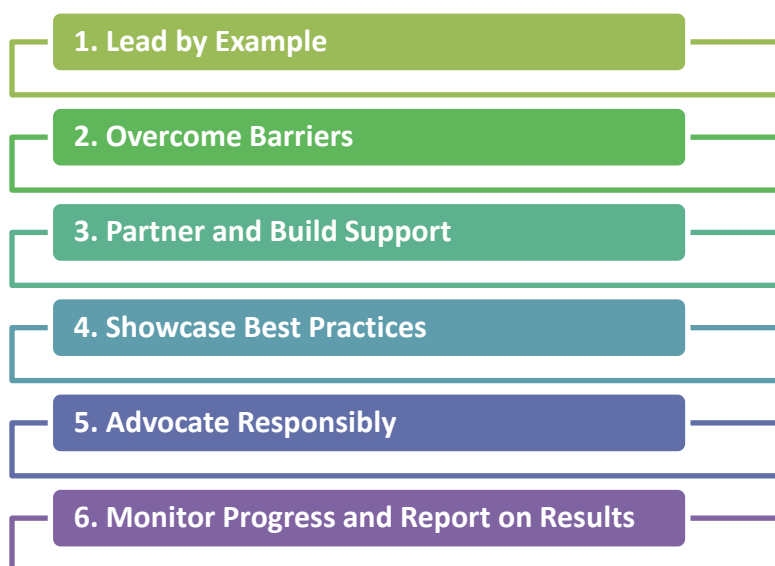 1. Lead by Example
2. Overcome Barriers
3. Partner and Build Support
4. Showcase Best Practices
5. Advocate Responsibly
6. Monitor Progress and Report on Results